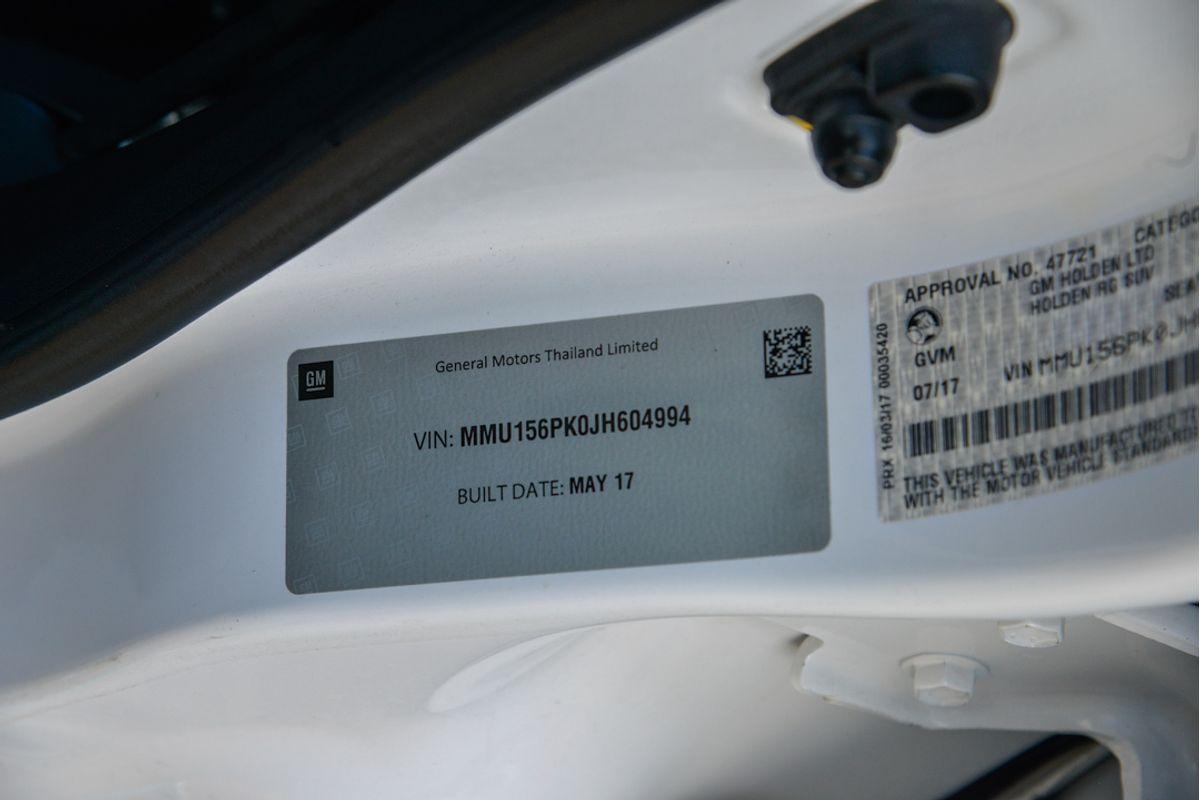 GM
General Motors Thailand Limited
VIN: MMU156PK0JH604994
BUILT DATE: MAY 17
APPROVAL NO. 47721
GM HOLDEN LTD
HOLDEN RG SUV
GVM
07/17
VIN MMU156PK0JH
PRX 16/03/17 00035420
THIS VEHICLE WAS MANUFACTURED
WITH THE MOTOR VEHICLE STANDARDS